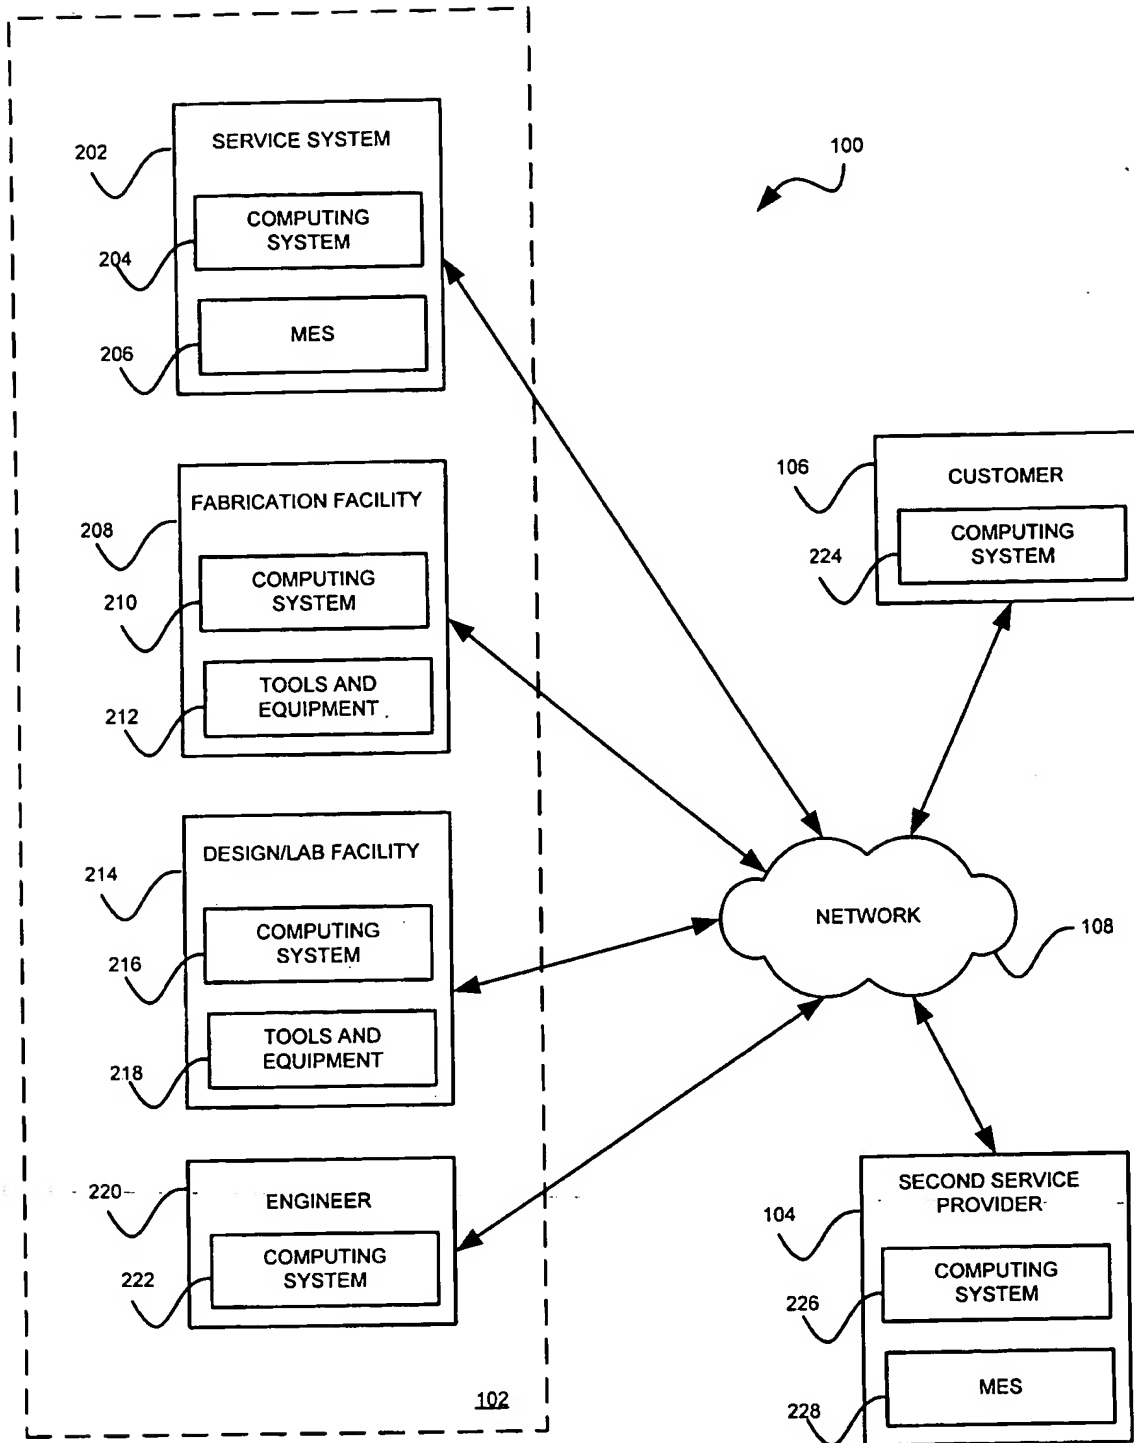 SERVICE SYSTEM
202
COMPUTING
SYSTEM
204
MES
206
100
FABRICATION FACILITY
208
COMPUTING
SYSTEM
210
TOOLS AND
EQUIPMENT
212
106
CUSTOMER
COMPUTING
SYSTEM
224
DESIGN/LAB FACILITY
214
COMPUTING
SYSTEM
216
TOOLS AND
EQUIPMENT
218
NETWORK
108
220
ENGINEER
COMPUTING
SYSTEM
222
102
SECOND SERVICE
PROVIDER
104
COMPUTING
SYSTEM
226
MES
228